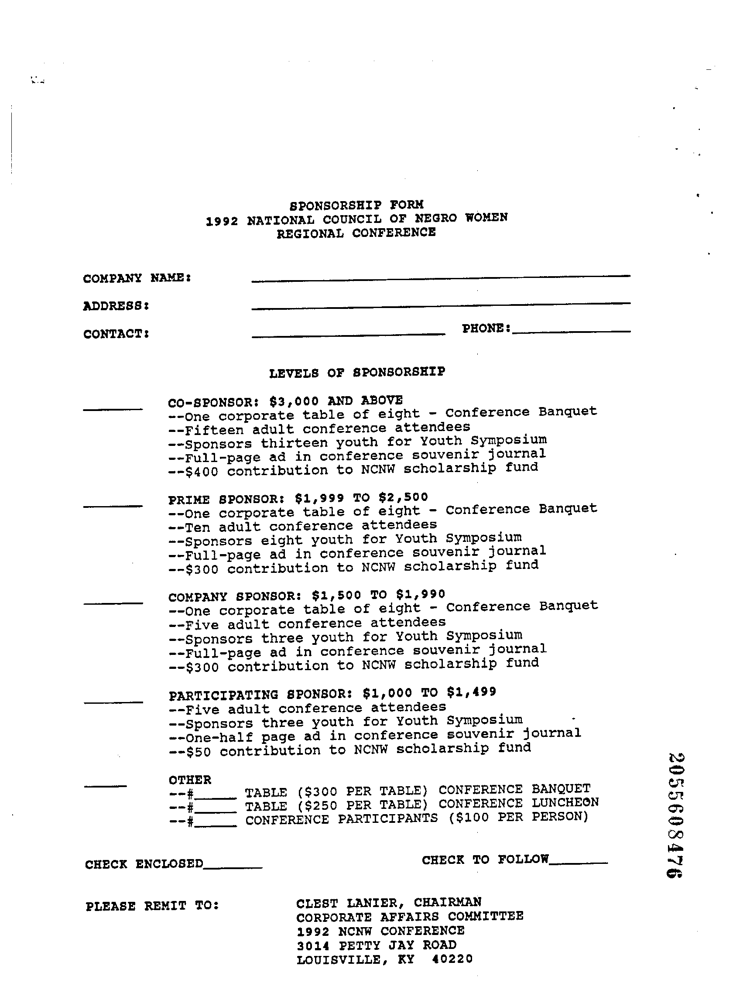 SPONSORSHIP FORM
1992 NATIONAL COUNCIL OF NEGRO WOMEN
REGIONAL CONFERENCE
COMPANY NAME:
ADDRESS:
CONTACT: PHONE:
LEVELS OF SPONSORSHIP
CO-SPONSOR: $3,000 AND ABOVE
--One corporate table of eight - Conference Banquet
--Fifteen adult conference attendees
--Sponsors thirteen youth for Youth Symposium
--Full-page ad in conference souvenir journal
--$400 contribution to NCNW scholarship fund
PRIME SPONSOR: $1,999 TO $2,500
--One corporate table of eight - Conference Banquet
--Ten adult conference attendees
--Sponsors eight youth for Youth Symposium
--Full-page ad in conference souvenir journal
--$300 contribution to NCNW scholarship fund
COMPANY SPONSOR: $1,500 TO $1,990
--One corporate table of eight - Conference Banquet
--Five adult conference attendees
--Sponsors three youth for Youth Symposium
--Full-page ad in conference souvenir journal
--$300 contribution to NCNW scholarship fund
PARTICIPATING SPONSOR: $1,000 TO $1,499
--Five adult conference attendees
--Sponsors three youth for Youth Symposium
--One-half page ad in conference souvenir journal
--$50 contribution to NCNW scholarship fund
OTHER
--#_____ TABLE ($300 PER TABLE) CONFERENCE BANQUET
--#_____ TABLE ($250 PER TABLE) CONFERENCE LUNCHEON
--#_____ CONFERENCE PARTICIPANTS ($100 PER PERSON)
CHECK ENCLOSED_______ CHECK TO FOLLOW_______
PLEASE REMIT TO: CLEST LANIER, CHAIRMAN
CORPORATE AFFAIRS COMMITTEE
1992 NCNW CONFERENCE
3014 PETTY JAY ROAD
LOUISVILLE, KY 40220
2055608476